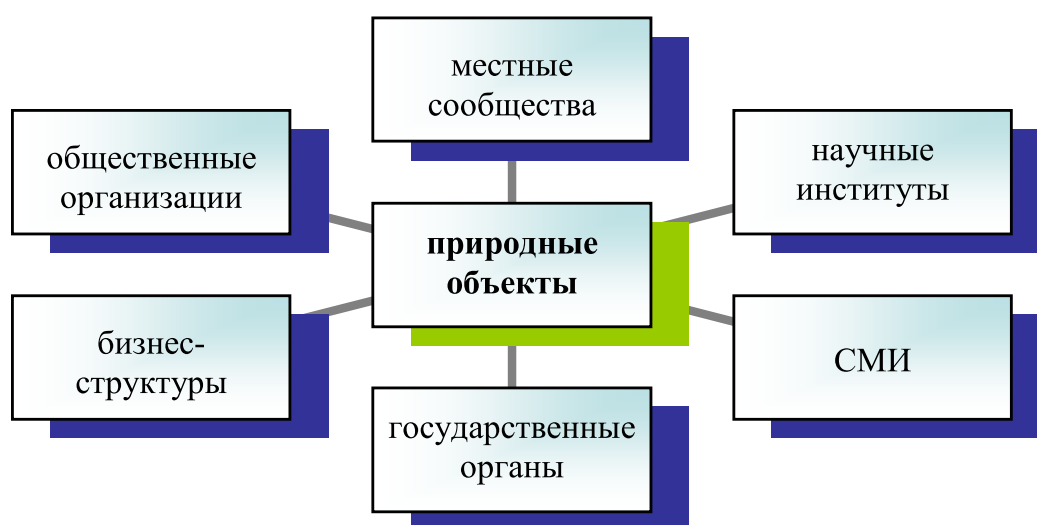 местные
сообщества
общественные
организации
научные
институты
природные
объекты
бизнес-
структуры
СМИ
государственные
органы